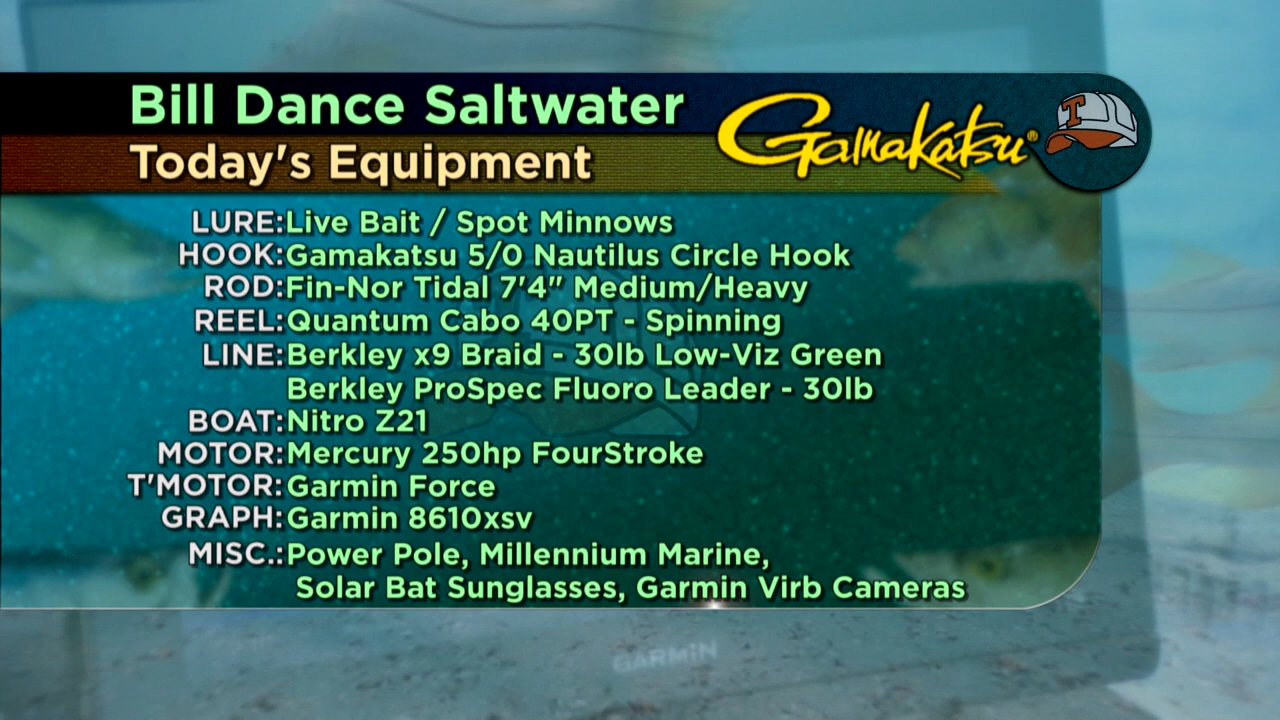 Bill Dance Saltwater
Today's Equipment
Gamakatsu®
T
LURE: Live Bait / Spot Minnows
HOOK: Gamakatsu 5/0 Nautilus Circle Hook
ROD: Fin-Nor Tidal 7'4" Medium/Heavy
REEL: Quantum Cabo 40PT - Spinning
LINE: Berkley x9 Braid - 30lb Low-Viz Green
Berkley ProSpec Fluoro Leader - 30lb
BOAT: Nitro Z21
MOTOR: Mercury 250hp FourStroke
T'MOTOR: Garmin Force
GRAPH: Garmin 8610xsv
MISC.: Power Pole, Millennium Marine,
Solar Bat Sunglasses, Garmin Virb Cameras
GARMIN